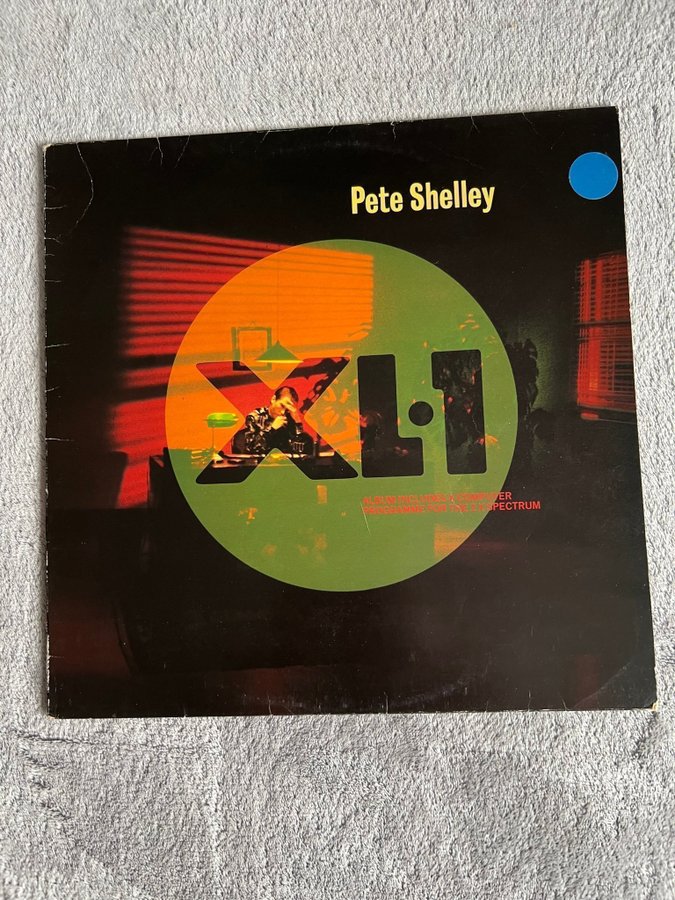 Pete Shelley
XL·1
ALBUM INCLUDES A COMPUTER
PROGRAMME FOR THE ZX SPECTRUM